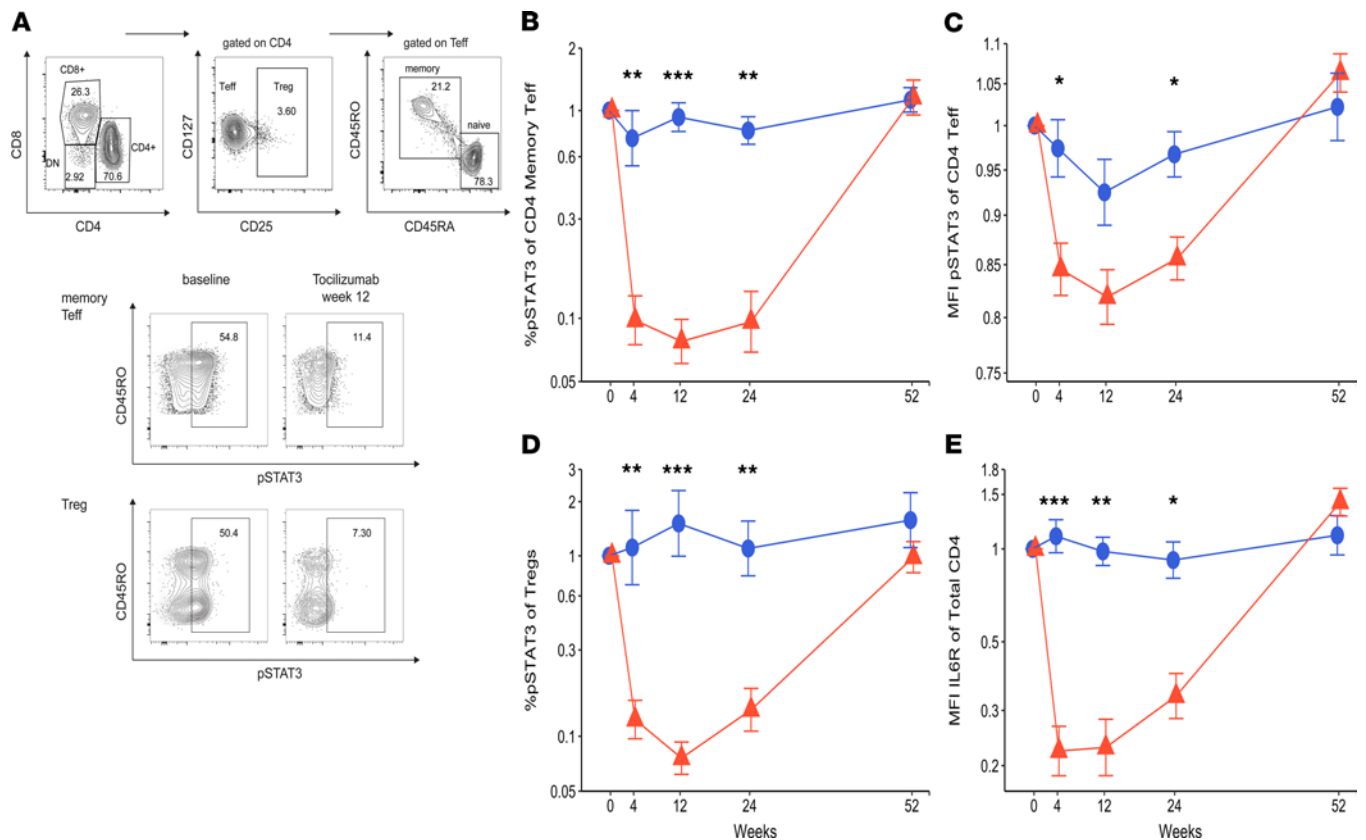 A
gated on CD4
gated on Teff
CD8+
26.3
DN
2.92
70.6
CD4+
CD8
CD4
Teff
Treg
3.60
CD127
CD25
memory
21.2
naive
78.3
CD45RO
CD45RA
baseline
Tocilizumab
week 12
memory
Teff
54.8
11.4
CD45RO
pSTAT3
Treg
50.4
7.30
CD45RO
pSTAT3
B
%pSTAT3 of CD4 Memory Teff
2
1
0.6
0.3
0.1
0.05
** *** **
0 4 12 24 52
C
MFI pSTAT3 of CD4 Teff
1.1
1.05
1
0.95
0.9
0.85
0.8
0.75
* *
0 4 12 24 52
D
%pSTAT3 of Tregs
3
2
1
0.6
0.3
0.1
0.05
** *** **
0 4 12 24 52
Weeks
E
MFI IL6R of Total CD4
1.8
1.5
1
0.5
0.3
0.2
*** ** *
0 4 12 24 52
Weeks